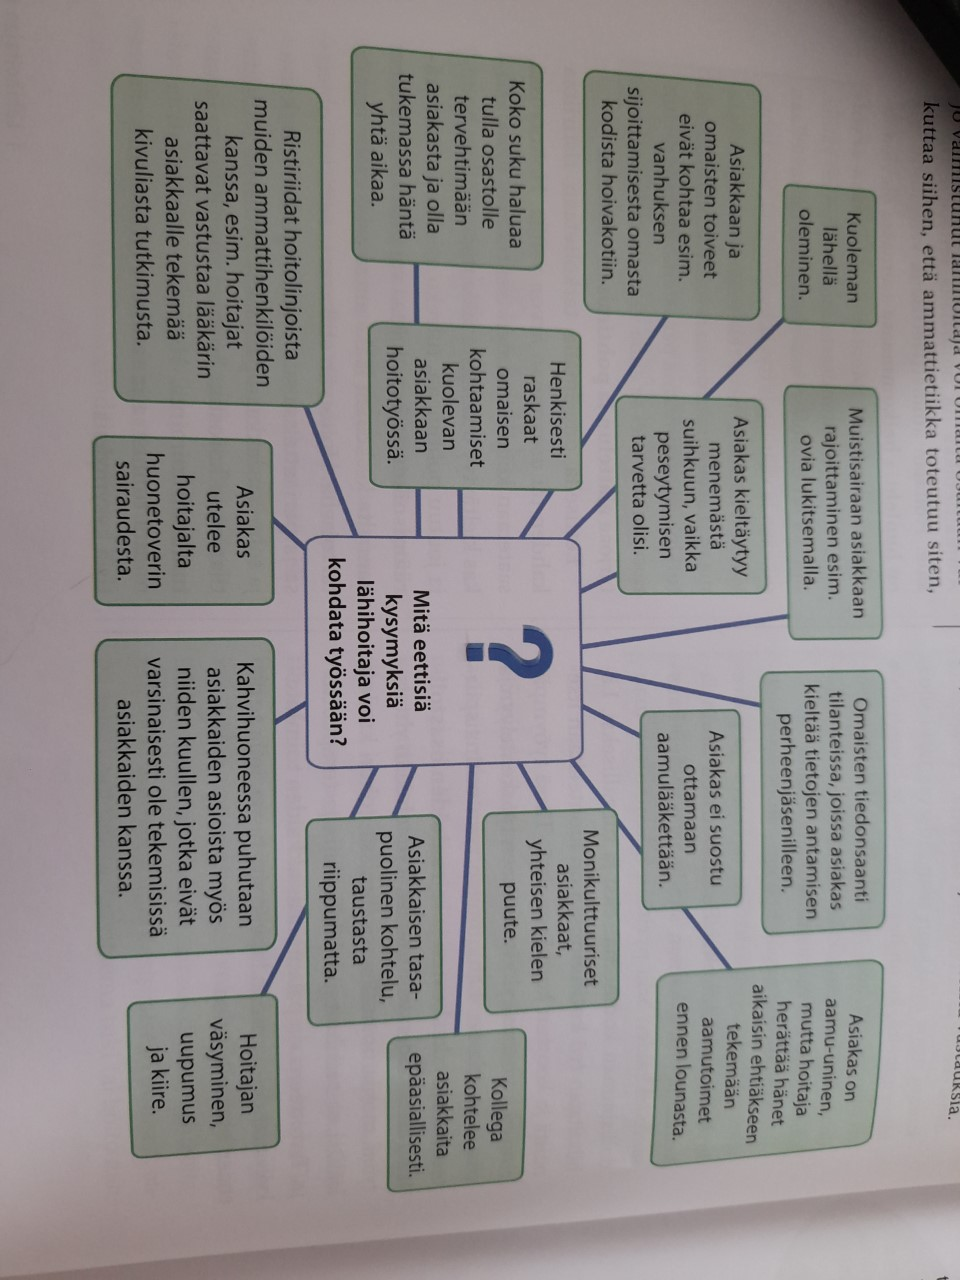 kuttaa siihen, että ammattietiikka toteutuu siten,
Kuoleman
lähellä
oleminen.
Muistisairaan asiakkaan
rajoittaminen esim.
ovia lukitsemalla.
Omaisten tiedonsaanti
tilanteissa, joissa asiakas
kieltää tietojen antamisen
perheenjäsenilleen.
Asiakas on
aamu-uninen,
mutta hoitaja
herättää hänet
aikaisin ehtiäkseen
tekemään
aamutoimet
ennen lounasta.
Asiakkaan ja
omaisten toiveet
eivät kohtaa esim.
vanhuksen
sijoittamisesta omasta
kodista hoivakotiin.
Asiakas kieltäytyy
menemästä
suihkuun, vaikka
peseytymisen
tarvetta olisi.
Asiakas ei suostu
ottamaan
aamulääkettään.
Koko suku haluaa
tulla osastolle
tervehtimään
asiakasta ja olla
tukemassa häntä
yhtä aikaa.
Henkisesti
raskaat
omaisen
kohtaamiset
kuolevan
asiakkaan
hoitotyössä.
?
Mitä eettisiä
kysymyksiä
lähihoitaja voi
kohdata työssään?
Monikulttuuriset
asiakkaat,
yhteisen kielen
puute.
Kollega
kohtelee
asiakkaita
epäasiallisesti.
Asiakkaisen tasa-
puolinen kohtelu,
taustasta
riippumatta.
Ristiriidat hoitolinjoista
muiden ammattihenkilöiden
kanssa, esim. hoitajat
saattavat vastustaa lääkärin
asiakkaalle tekemää
kivuliasta tutkimusta.
Asiakas
utelee
hoitajalta
huonetoverin
sairaudesta.
Kahvihuoneessa puhutaan
asiakkaiden asioista myös
niiden kuullen, jotka eivät
varsinaisesti ole tekemisissä
asiakkaiden kanssa.
Hoitajan
väsyminen,
uupumus
ja kiire.